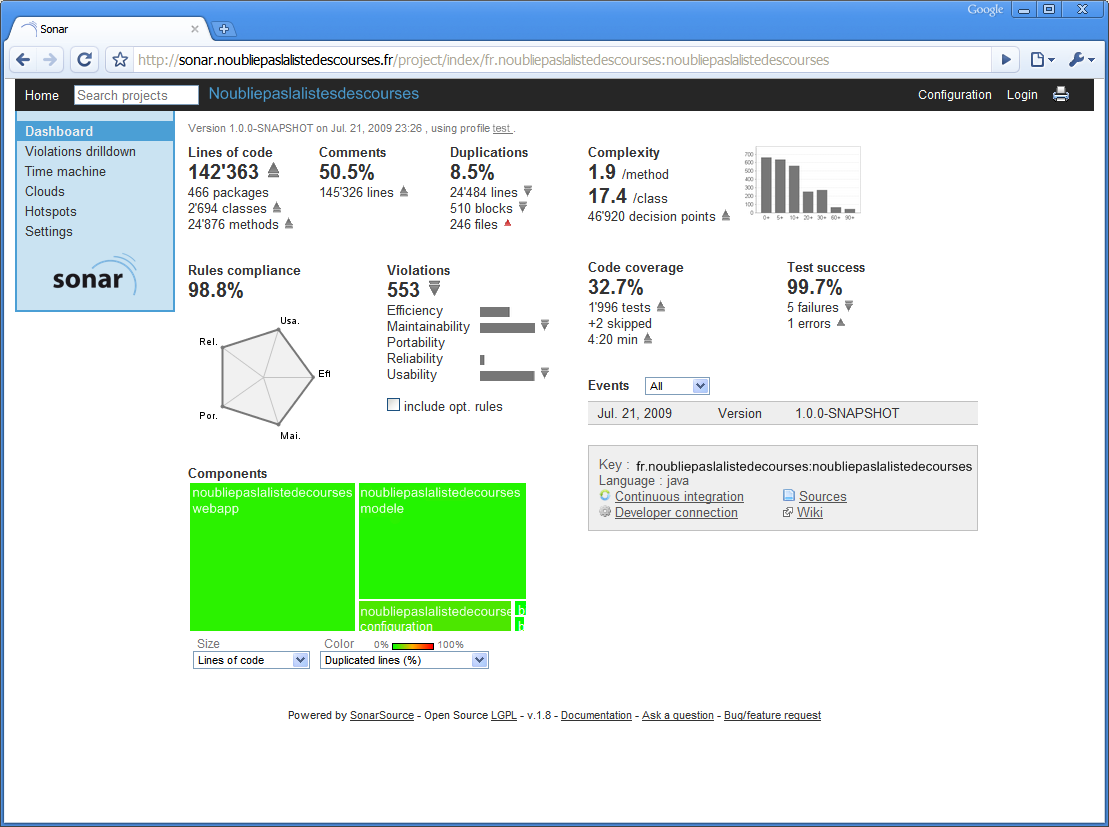 Google
Sonar
http://sonar.noubliepaslalistedescourses.fr/project/index/fr.noubliepaslalistedescourses:noubliepaslalistedescourses
Home
Search projects
Noubliepaslalistesdescourses
Configuration
Login
Dashboard
Violations drilldown
Time machine
Clouds
Hotspots
Settings
sonar
Version 1.0.0-SNAPSHOT on Jul. 21, 2009 23:26 , using profile test .
Lines of code
142'363
466 packages
2'694 classes
24'876 methods
Comments
50.5%
145'326 lines
Duplications
8.5%
24'484 lines
510 blocks
246 files
Complexity
1.9 /method
17.4 /class
46'920 decision points
700
600
500
400
300
200
100
0
0+ 5+ 10+ 20+ 30+ 60+ 90+
Rules compliance
98.8%
Usa.
Rel.
Efi
Por.
Mai.
Violations
553
Efficiency
Maintainability
Portability
Reliability
Usability
include opt. rules
Code coverage
32.7%
1'996 tests
+2 skipped
4:20 min
Test success
99.7%
5 failures
1 errors
Events
All
Jul. 21, 2009 Version 1.0.0-SNAPSHOT
Key : fr.noubliepaslalistedecourses:noubliepaslalistedecourses
Language : java
Continuous integration
Sources
Developer connection
Wiki
Components
noubliepaslalistedecourses
webapp
noubliepaslalistedecourses
modele
noubliepaslalistedecourse
configuration
b
b
Size
Color 0% 100%
Lines of code
Duplicated lines (%)
Powered by SonarSource - Open Source LGPL - v.1.8 - Documentation - Ask a question - Bug/feature request